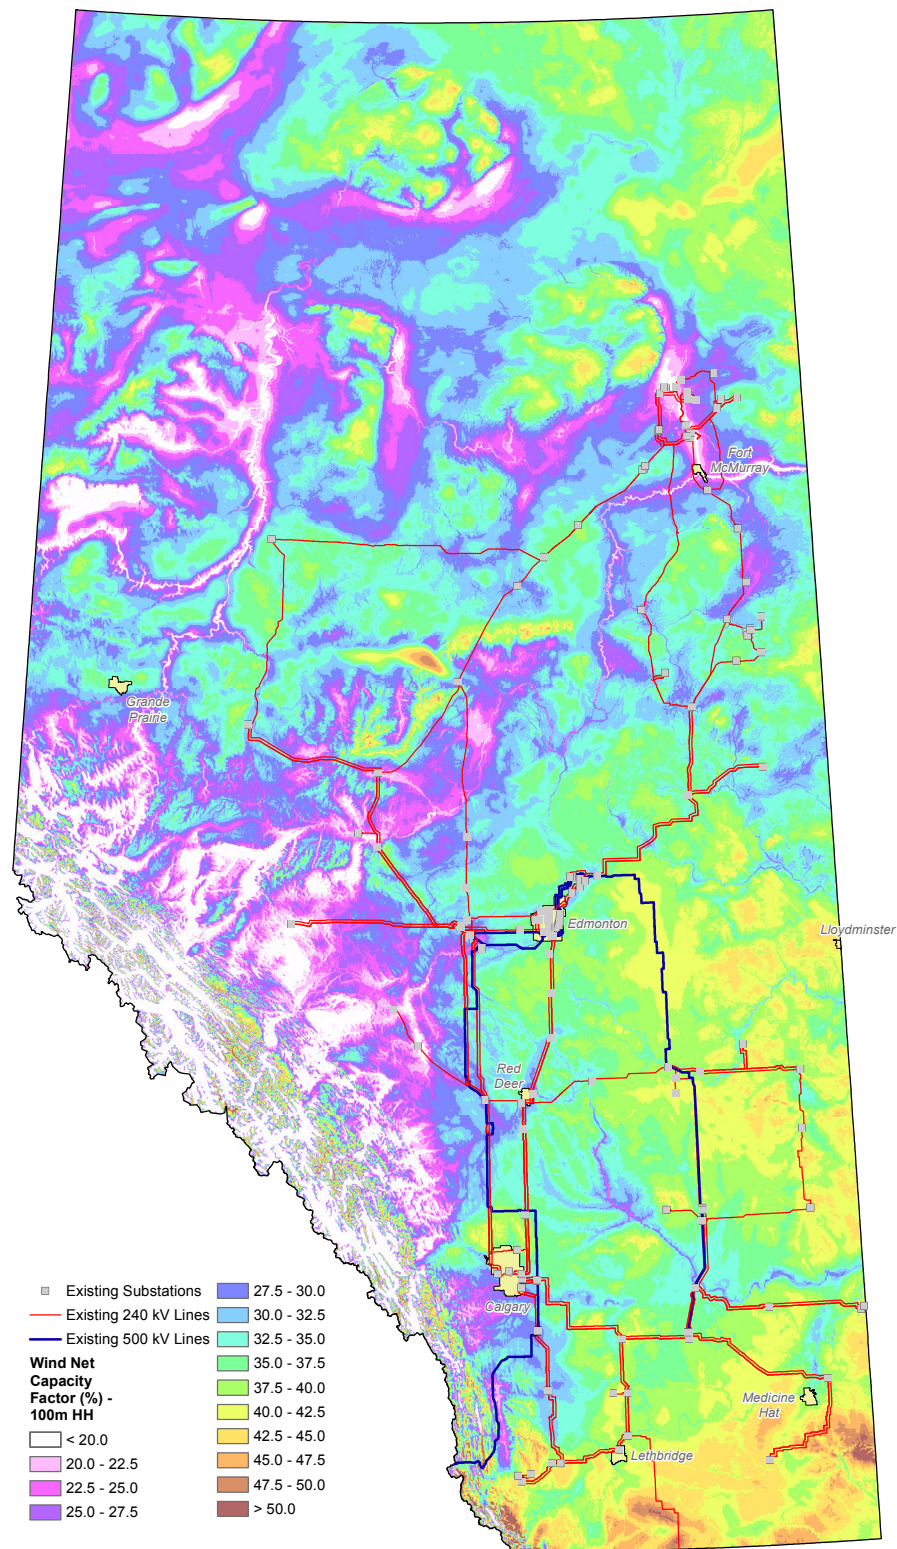 Fort
McMurray
Grande
Prairie
Edmonton
Lloydminster
Red
Deer
Calgary
Medicine
Hat
Lethbridge
Existing Substations
Existing 240 kV Lines
Existing 500 kV Lines
Wind Net
Capacity
Factor (%) -
100m HH
< 20.0
20.0 - 22.5
22.5 - 25.0
25.0 - 27.5
27.5 - 30.0
30.0 - 32.5
32.5 - 35.0
35.0 - 37.5
37.5 - 40.0
40.0 - 42.5
42.5 - 45.0
45.0 - 47.5
47.5 - 50.0
> 50.0